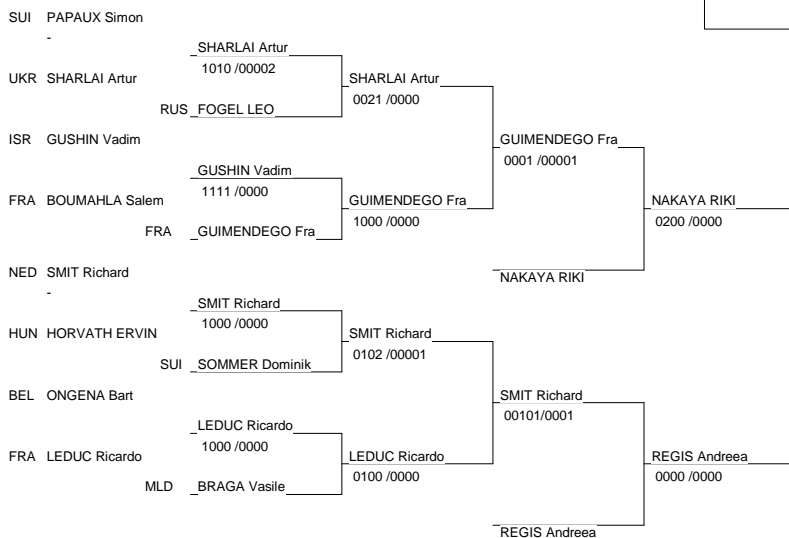 SUI PAPAUX Simon
-
SHARLAI Artur
1010 /00002
UKR SHARLAI Artur
SHARLAI Artur
0021 /0000
RUS FOGEL LEO
ISR GUSHIN Vadim
GUIMENDEGO Fra
0001 /00001
GUSHIN Vadim
1111 /0000
FRA BOUMAHLA Salem
GUIMENDEGO Fra
1000 /0000
NAKAYA RIKI
0200 /0000
FRA GUIMENDEGO Fra
NED SMIT Richard
-
NAKAYA RIKI
SMIT Richard
1000 /0000
HUN HORVATH ERVIN
SMIT Richard
0102 /00001
SUI SOMMER Dominik
BEL ONGENA Bart
SMIT Richard
00101/0001
LEDUC Ricardo
1000 /0000
FRA LEDUC Ricardo
LEDUC Ricardo
0100 /0000
REGIS Andreea
0000 /0000
MLD BRAGA Vasile
REGIS Andreea